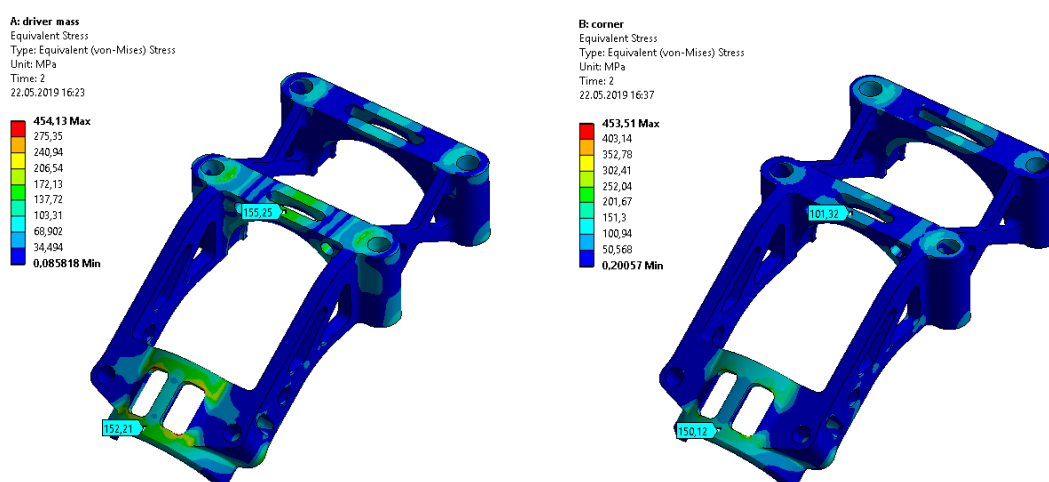 A: driver mass
Equivalent Stress
Type: Equivalent (von-Mises) Stress
Unit: MPa
Time: 2
22.05.2019 16:23
454,13 Max
275,35
240,94
206,54
172,13
137,72
103,31
68,902
34,494
0,085818 Min
155,25
152,21
B: corner
Equivalent Stress
Type: Equivalent (von-Mises) Stress
Unit: MPa
Time: 2
22.05.2019 16:37
453,51 Max
403,14
352,78
302,41
252,04
201,67
151,3
100,94
50,568
0,20057 Min
101,32
150,12